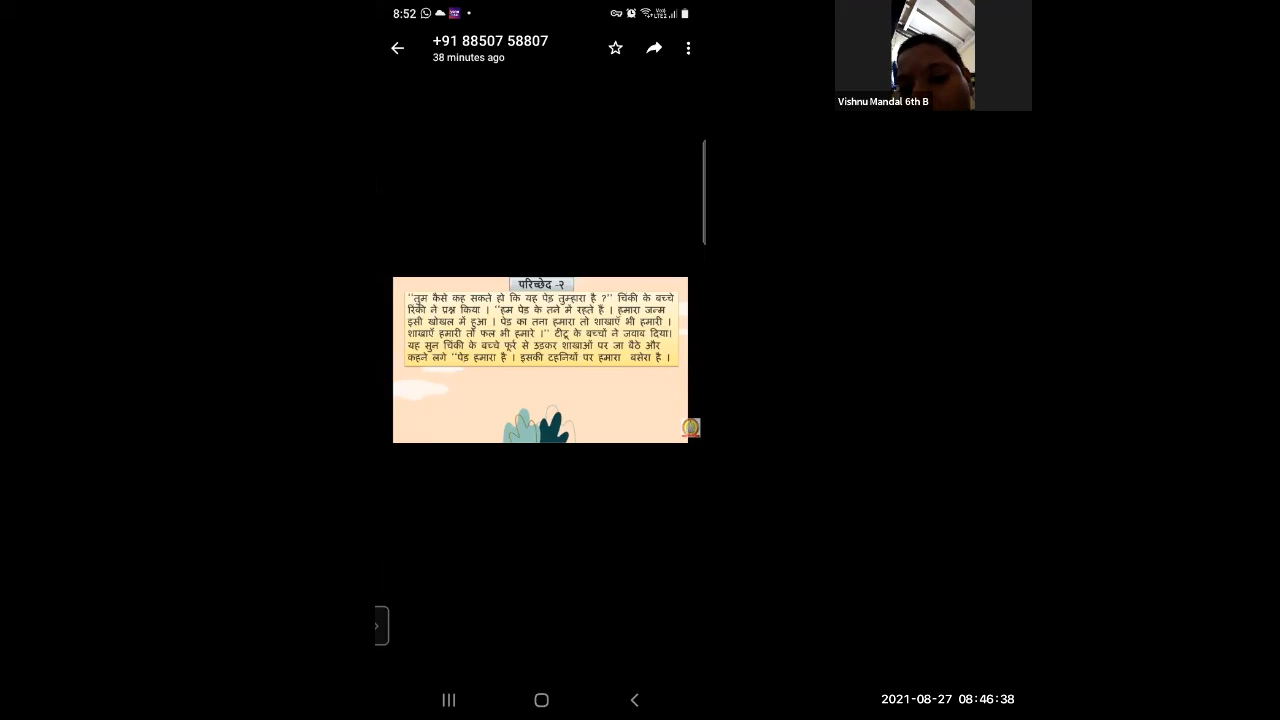 8:52
+91 88507 58807
38 minutes ago
Vishnu Mandal 6th B
परिच्छेद -२
‘‘तुम कैसे कह सकते हो कि यह पेड तुम्हारा है ?’’ चिंकी के बच्चे
रिंकी ने प्रश्न किया । ‘‘हम पेड के तने में रहते हैं । हमारा जन्म
इसी खोखल में हुआ । पेड का तना हमारा तो शाखाएँ भी हमारी ।
शाखाएँ हमारी तो फल भी हमारे ।’’ टीटू के बच्चों ने जवाब दिया।
यह सुन चिंकी के बच्चे फूर्र से उडकर शाखाओं पर जा बैठे और
कहने लगे ‘‘पेड हमारा है । इसकी टहनियों पर हमारा बसेरा है ।
2021-08-27 08:46:38